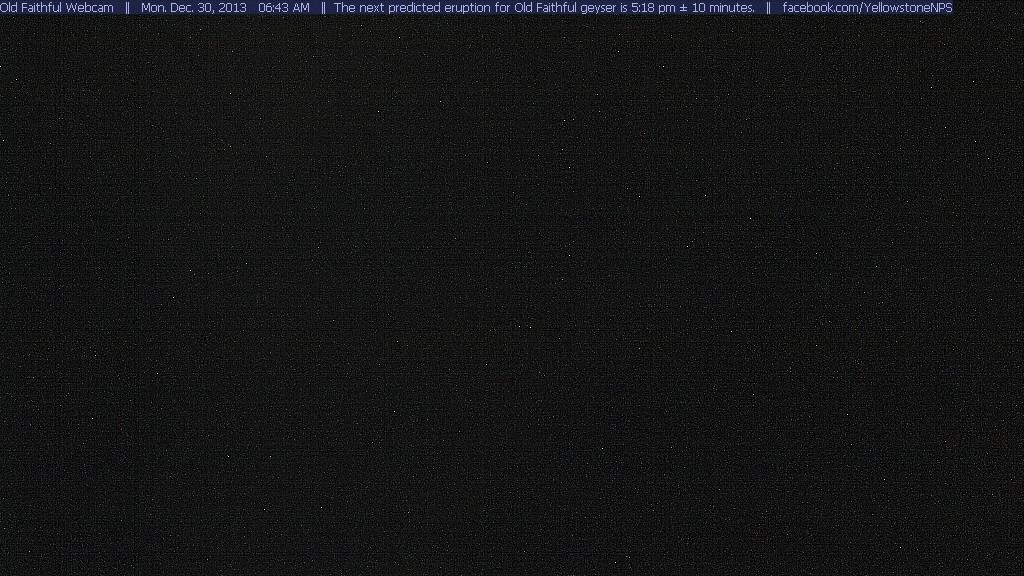 Old Faithful Webcam || Mon. Dec. 30, 2013 06:43 AM || The next predicted eruption for Old Faithful geyser is 5:18 pm ± 10 minutes. || facebook.com/YellowstoneNPS